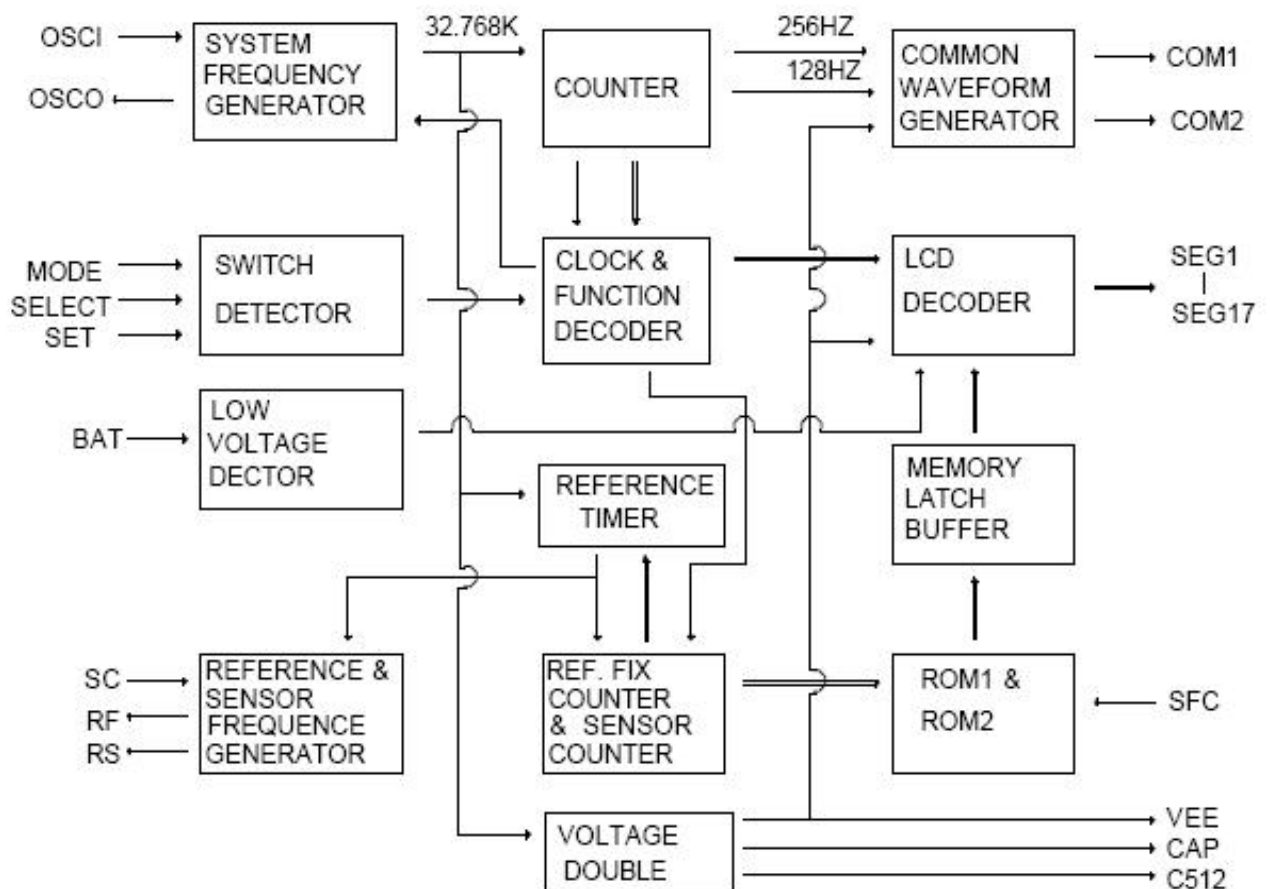 OSCI
OSCO
SYSTEM
FREQUENCY
GENERATOR
32.768K
COUNTER
256HZ
128HZ
COMMON
WAVEFORM
GENERATOR
COM1
COM2
MODE
SELECT
SET
SWITCH
DETECTOR
CLOCK &
FUNCTION
DECODER
LCD
DECODER
SEG1
SEG17
BAT
LOW
VOLTAGE
DECTOR
REFERENCE
TIMER
MEMORY
LATCH
BUFFER
SC
RF
RS
REFERENCE &
SENSOR
FREQUENCE
GENERATOR
REF. FIX
COUNTER
& SENSOR
COUNTER
ROM1 &
ROM2
SFC
VOLTAGE
DOUBLE
VEE
CAP
C512